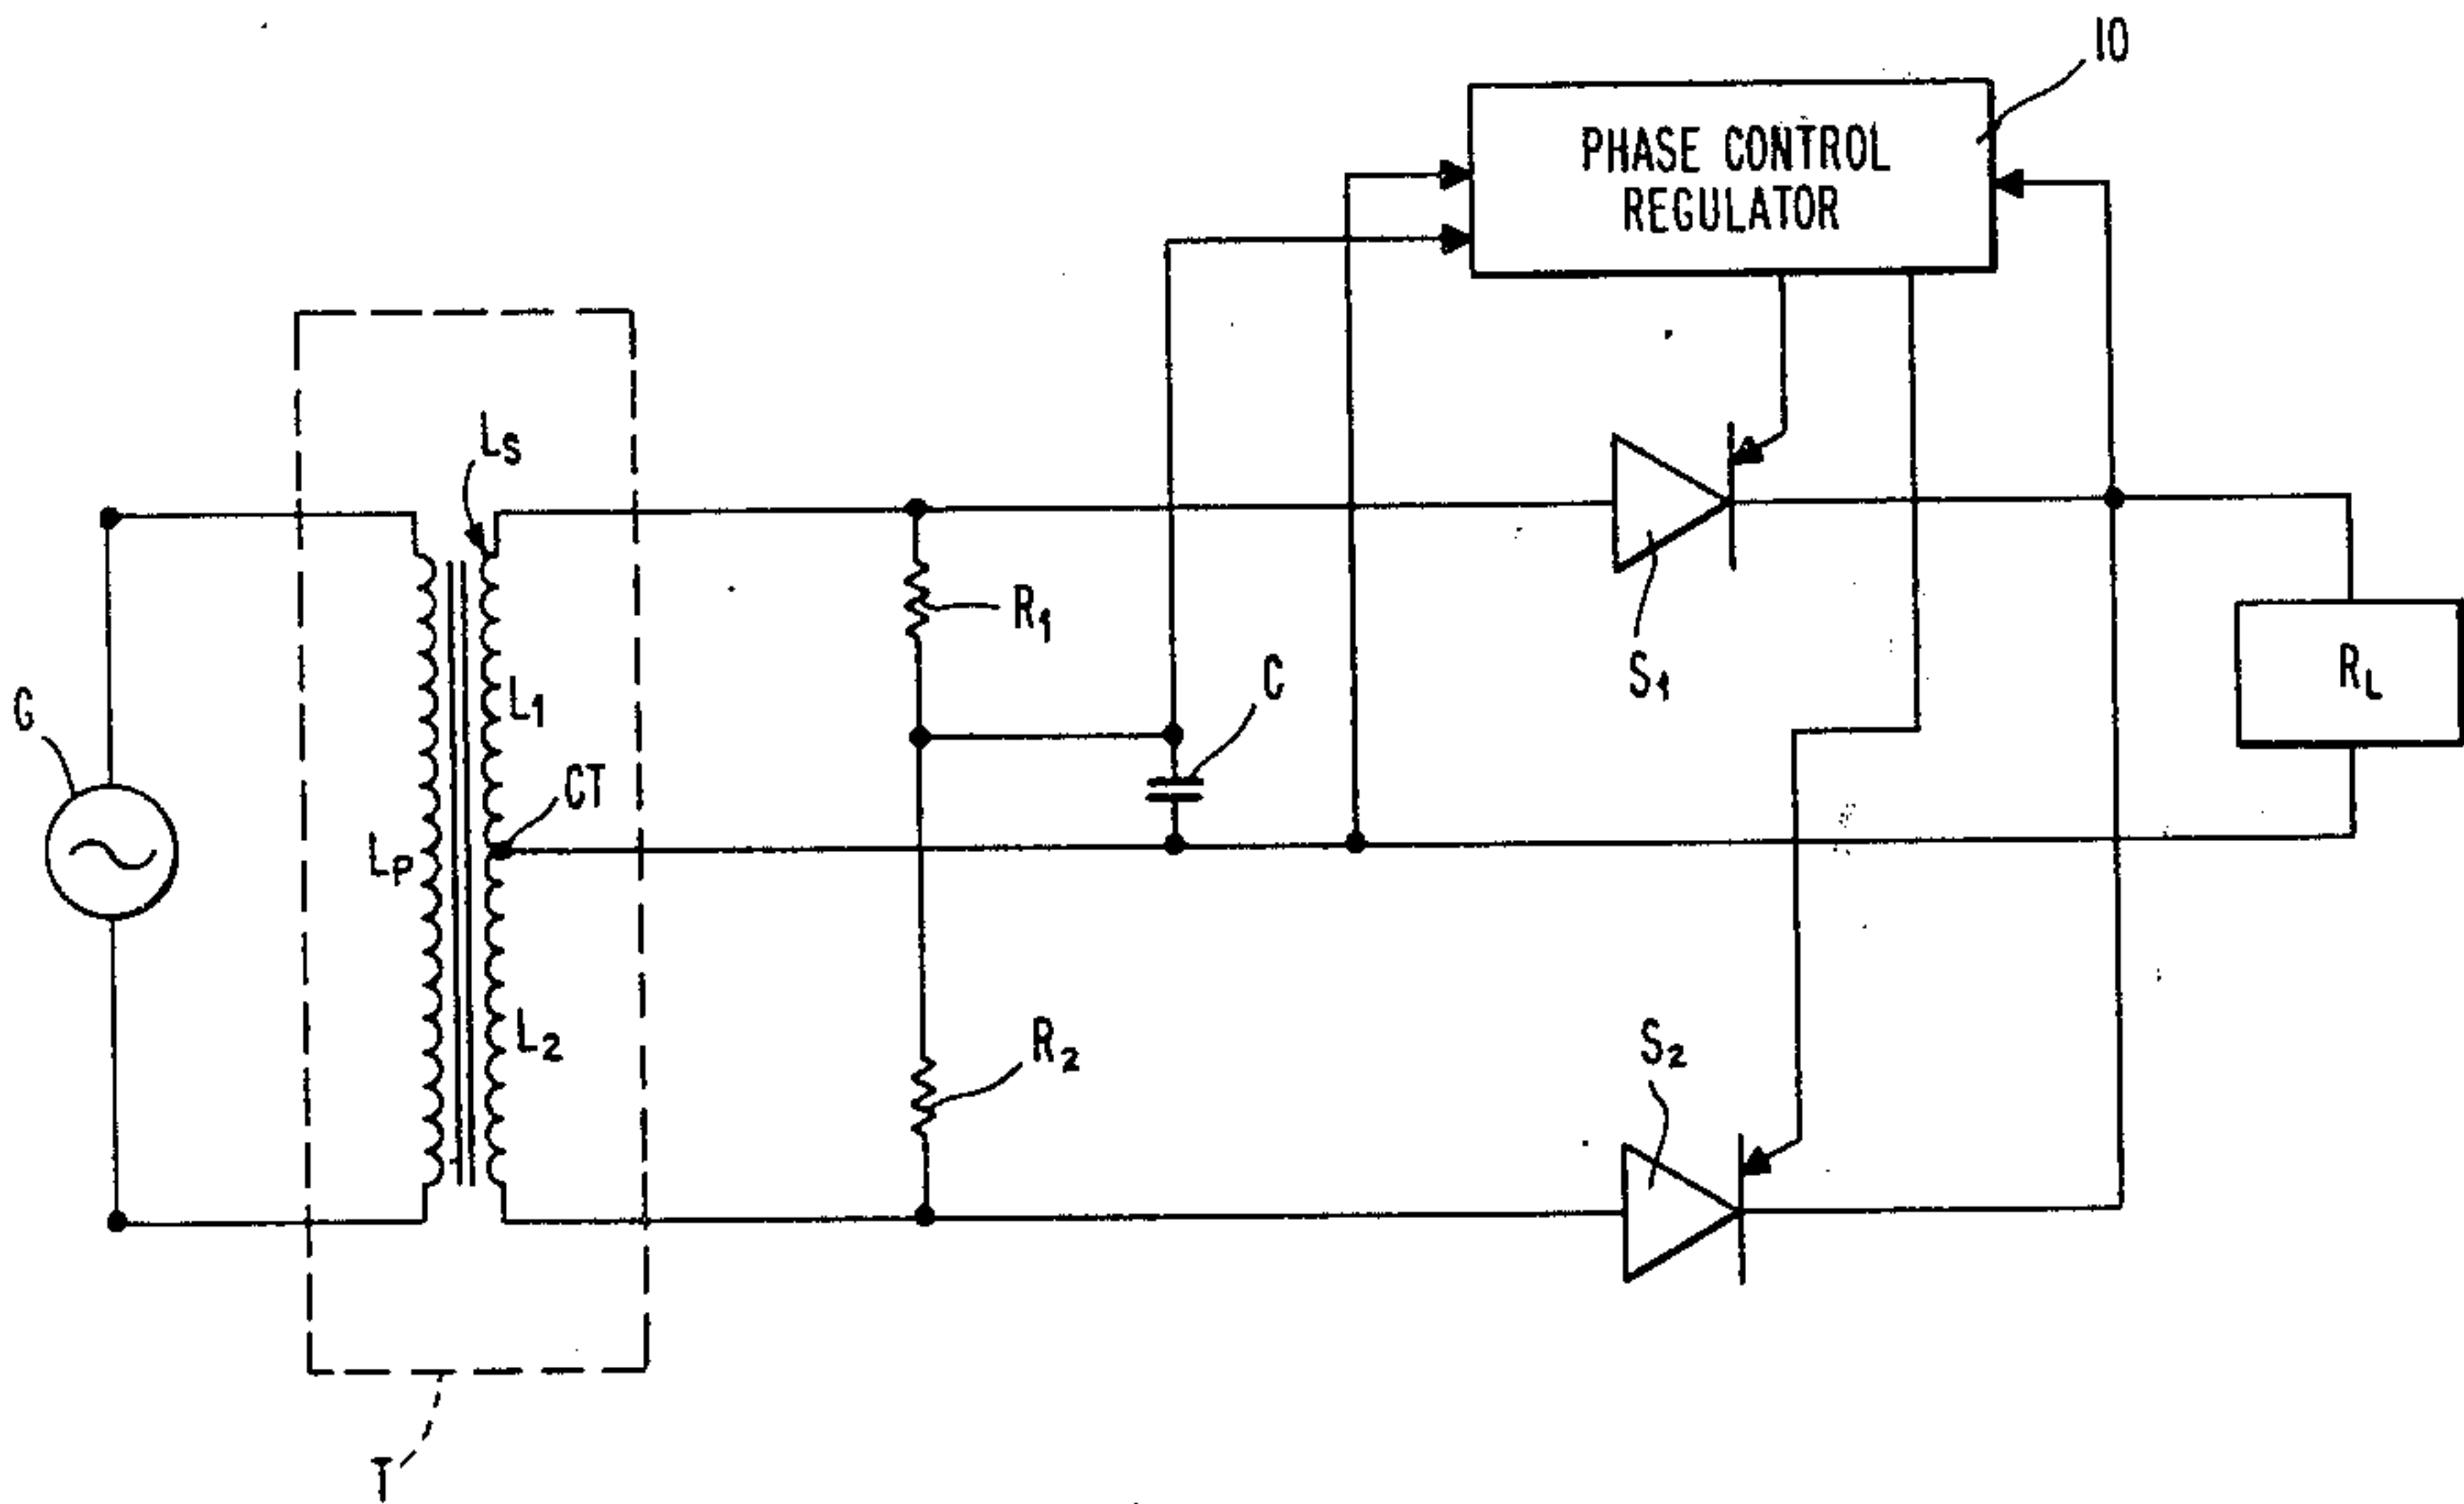 10
PHASE CONTROL
REGULATOR
LS
R1
S1
RL
C
L1
G
CT
LP
L2
R2
S2
T